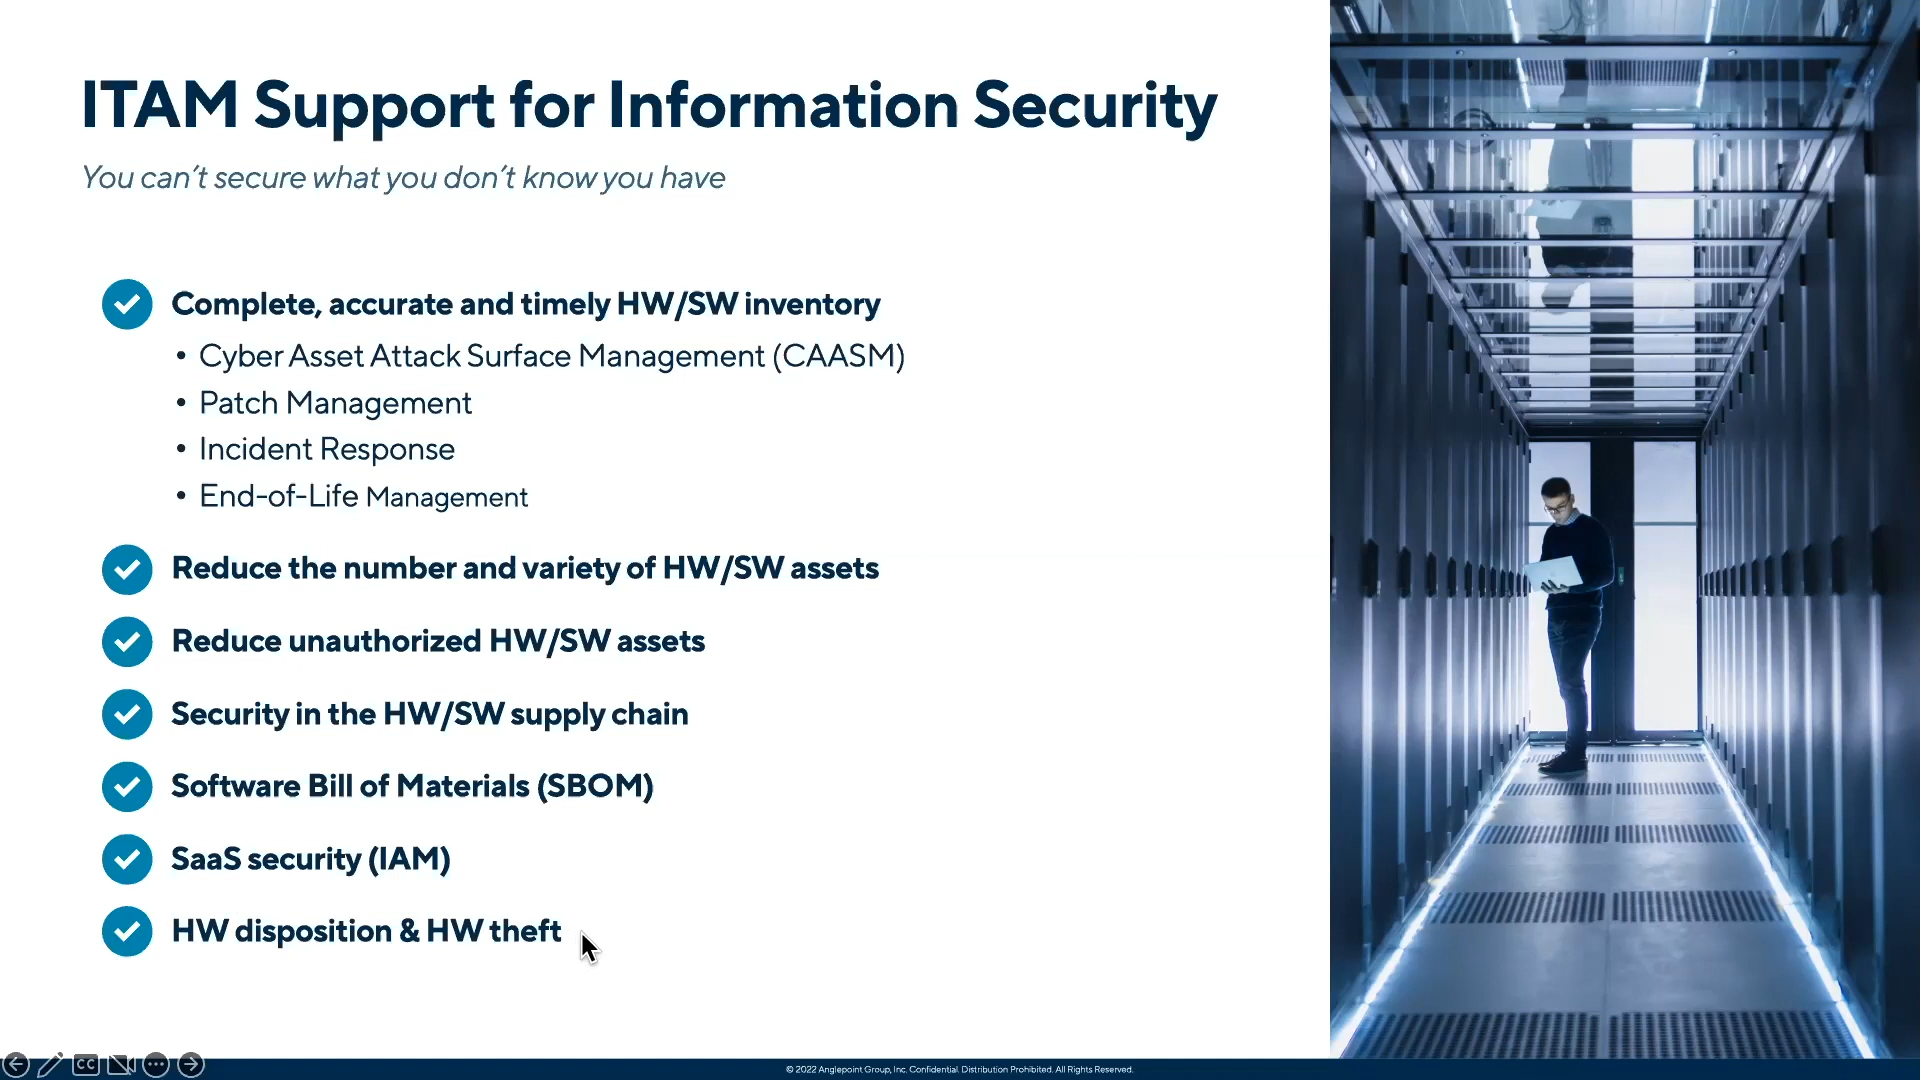 ITAM Support for Information Security
You can’t secure what you don’t know you have
Complete, accurate and timely HW/SW inventory
• Cyber Asset Attack Surface Management (CAASM)
• Patch Management
• Incident Response
• End-of-Life Management
Reduce the number and variety of HW/SW assets
Reduce unauthorized HW/SW assets
Security in the HW/SW supply chain
Software Bill of Materials (SBOM)
SaaS security (IAM)
HW disposition & HW theft
CC
© 2022 Anglepoint Group, Inc. Confidential. Distribution Prohibited. All Rights Reserved.